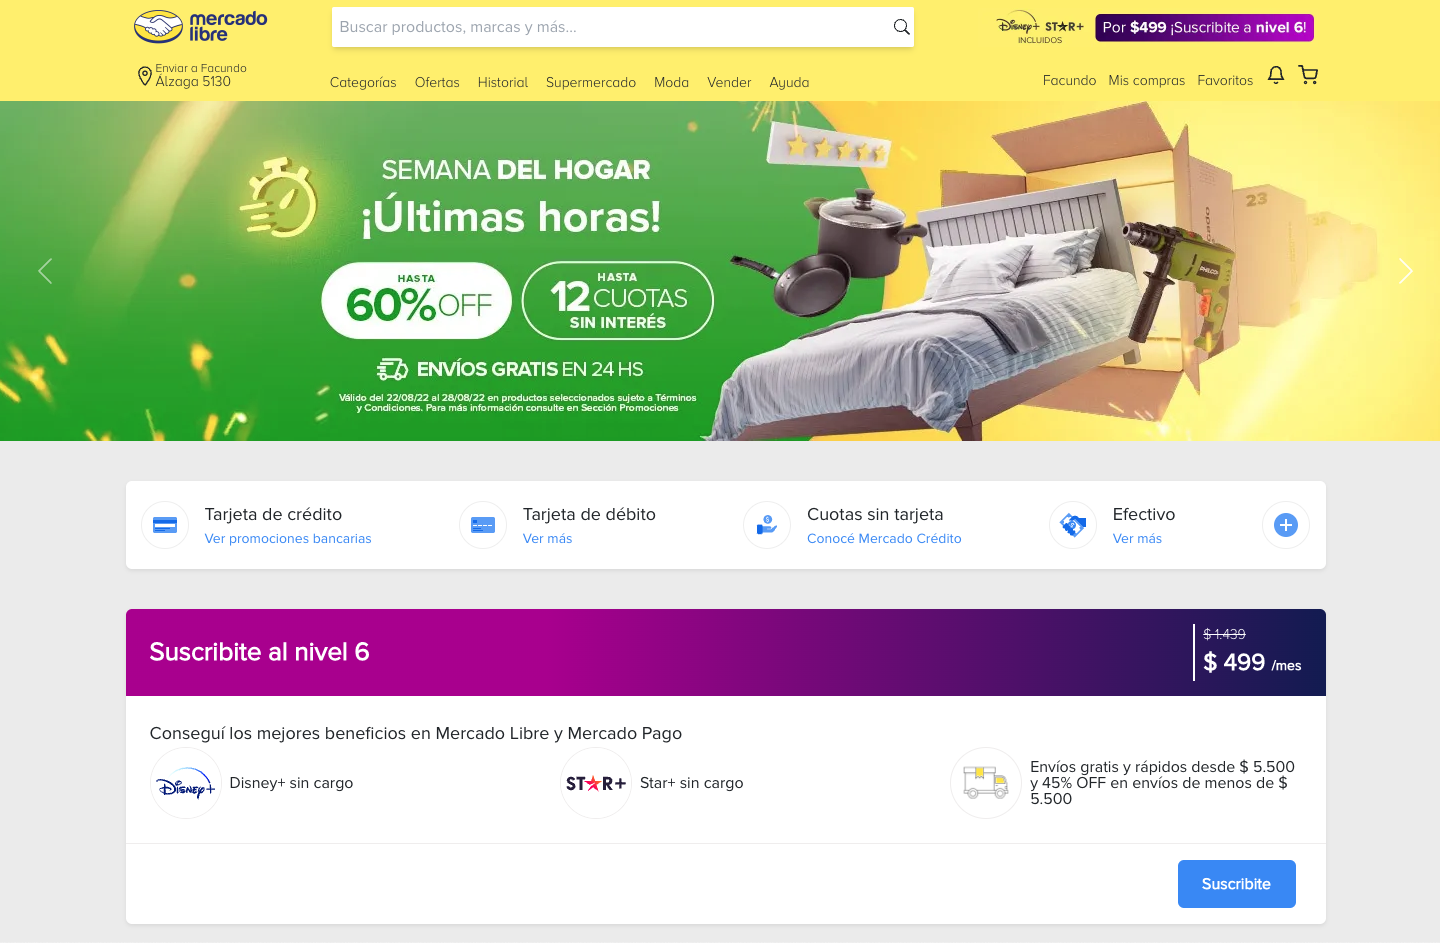 mercado
libre
Buscar productos, marcas y más...
Disney+ STAR+
INCLUIDOS
Por $499 ¡Suscribite a nivel 6!
Enviar a Facundo
Álzaga 5130
Categorías Ofertas Historial Supermercado Moda Vender Ayuda
Facundo Mis compras Favoritos
SEMANA DEL HOGAR
¡Últimas horas!
HASTA
60% OFF
HASTA
12 CUOTAS
SIN INTERÉS
ENVÍOS GRATIS EN 24 HS
Válido del 22/08/22 al 28/08/22 en productos seleccionados sujeto a Términos
y Condiciones. Para más información consulte en Sección Promociones
23
PHILCO
Tarjeta de crédito
Ver promociones bancarias
Tarjeta de débito
Ver más
Cuotas sin tarjeta
Conocé Mercado Crédito
Efectivo
Ver más
Suscribite al nivel 6
$ 1.439
$ 499 /mes
Conseguí los mejores beneficios en Mercado Libre y Mercado Pago
Disney+
Disney+ sin cargo
STAR+
Star+ sin cargo
Envíos gratis y rápidos desde $ 5.500
y 45% OFF en envíos de menos de $
5.500
Suscribite